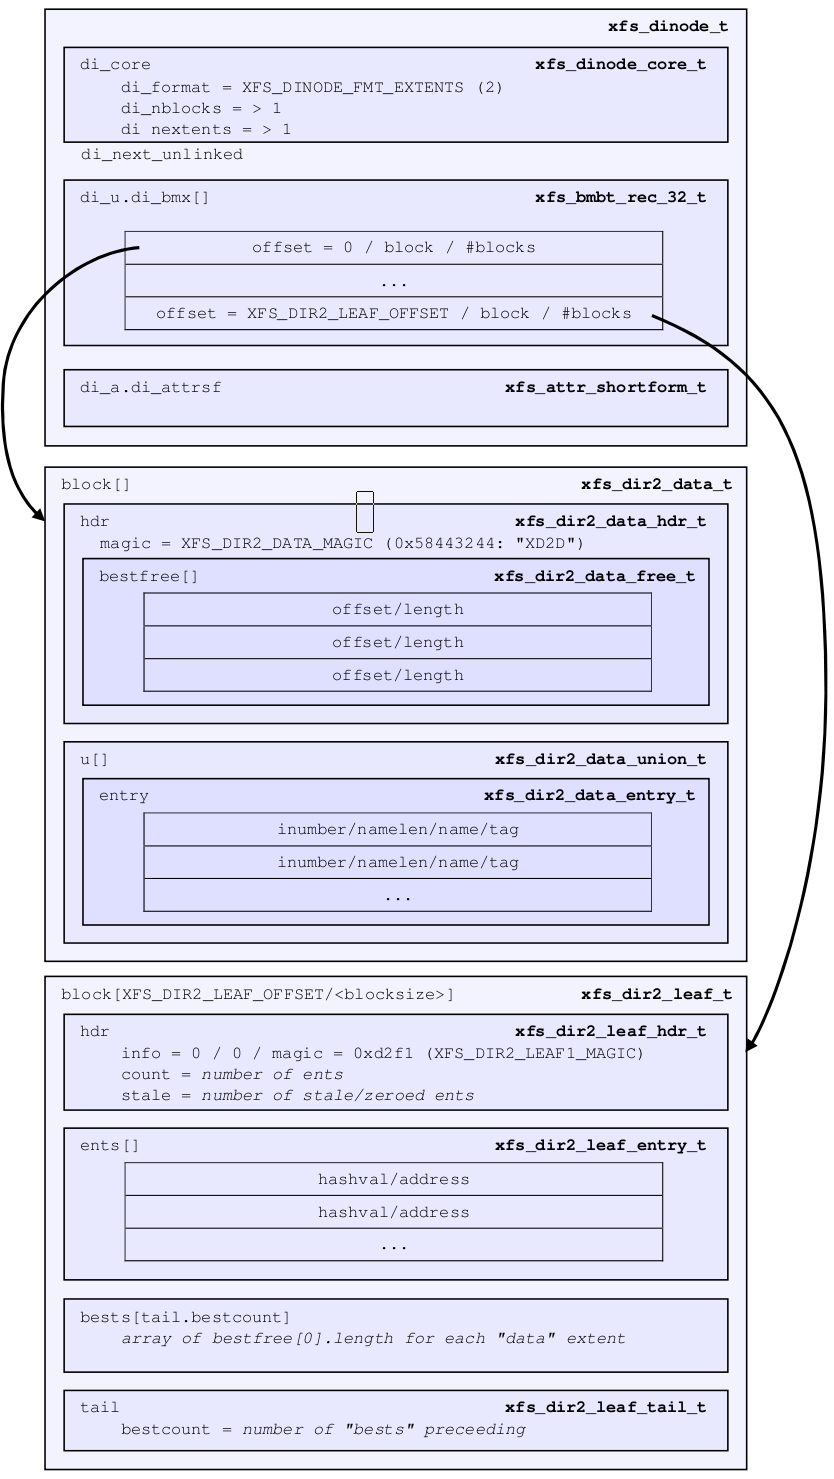 xfs_dinode_t
di_core xfs_dinode_core_t
di_format = XFS_DINODE_FMT_EXTENTS (2)
di_nblocks = > 1
di_nextents = > 1
di_next_unlinked
di_u.di_bmx[] xfs_bmbt_rec_32_t
offset = 0 / block / #blocks
...
offset = XFS_DIR2_LEAF_OFFSET / block / #blocks
di_a.di_attrsf xfs_attr_shortform_t
block[] xfs_dir2_data_t
hdr xfs_dir2_data_hdr_t
magic = XFS_DIR2_DATA_MAGIC (0x58443244: "XD2D")
bestfree[] xfs_dir2_data_free_t
offset/length
offset/length
offset/length
u[] xfs_dir2_data_union_t
entry xfs_dir2_data_entry_t
inumber/namelen/name/tag
inumber/namelen/name/tag
...
block[XFS_DIR2_LEAF_OFFSET/<blocksize>] xfs_dir2_leaf_t
hdr xfs_dir2_leaf_hdr_t
info = 0 / 0 / magic = 0xd2f1 (XFS_DIR2_LEAF1_MAGIC)
count = number of ents
stale = number of stale/zeroed ents
ents[] xfs_dir2_leaf_entry_t
hashval/address
hashval/address
...
bests[tail.bestcount]
array of bestfree[0].length for each "data" extent
tail xfs_dir2_leaf_tail_t
bestcount = number of "bests" preceeding